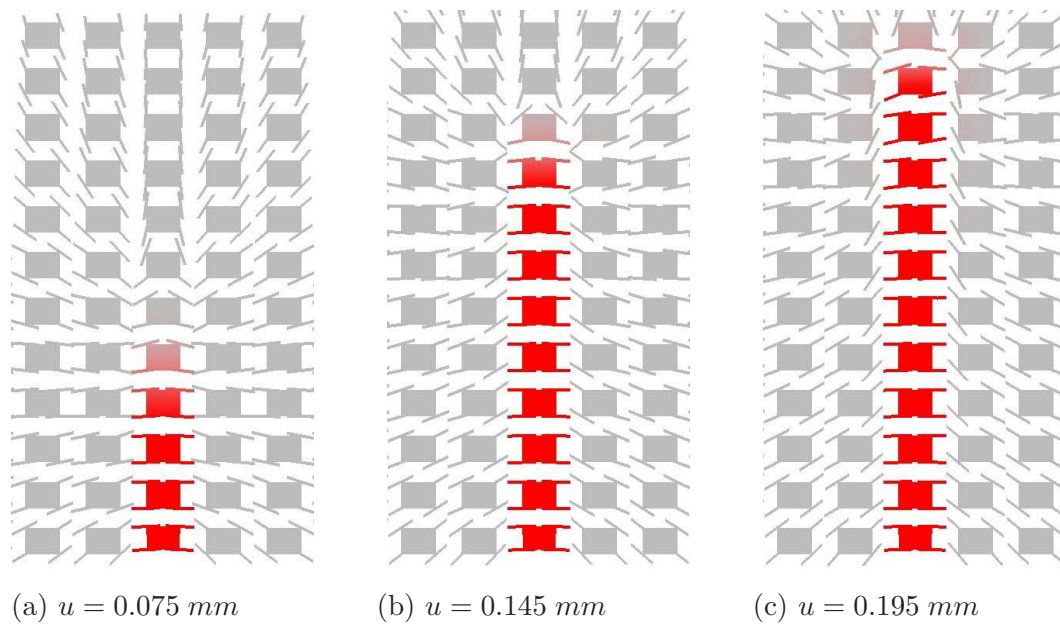 (a) u = 0.075 mm
(b) u = 0.145 mm
(c) u = 0.195 mm